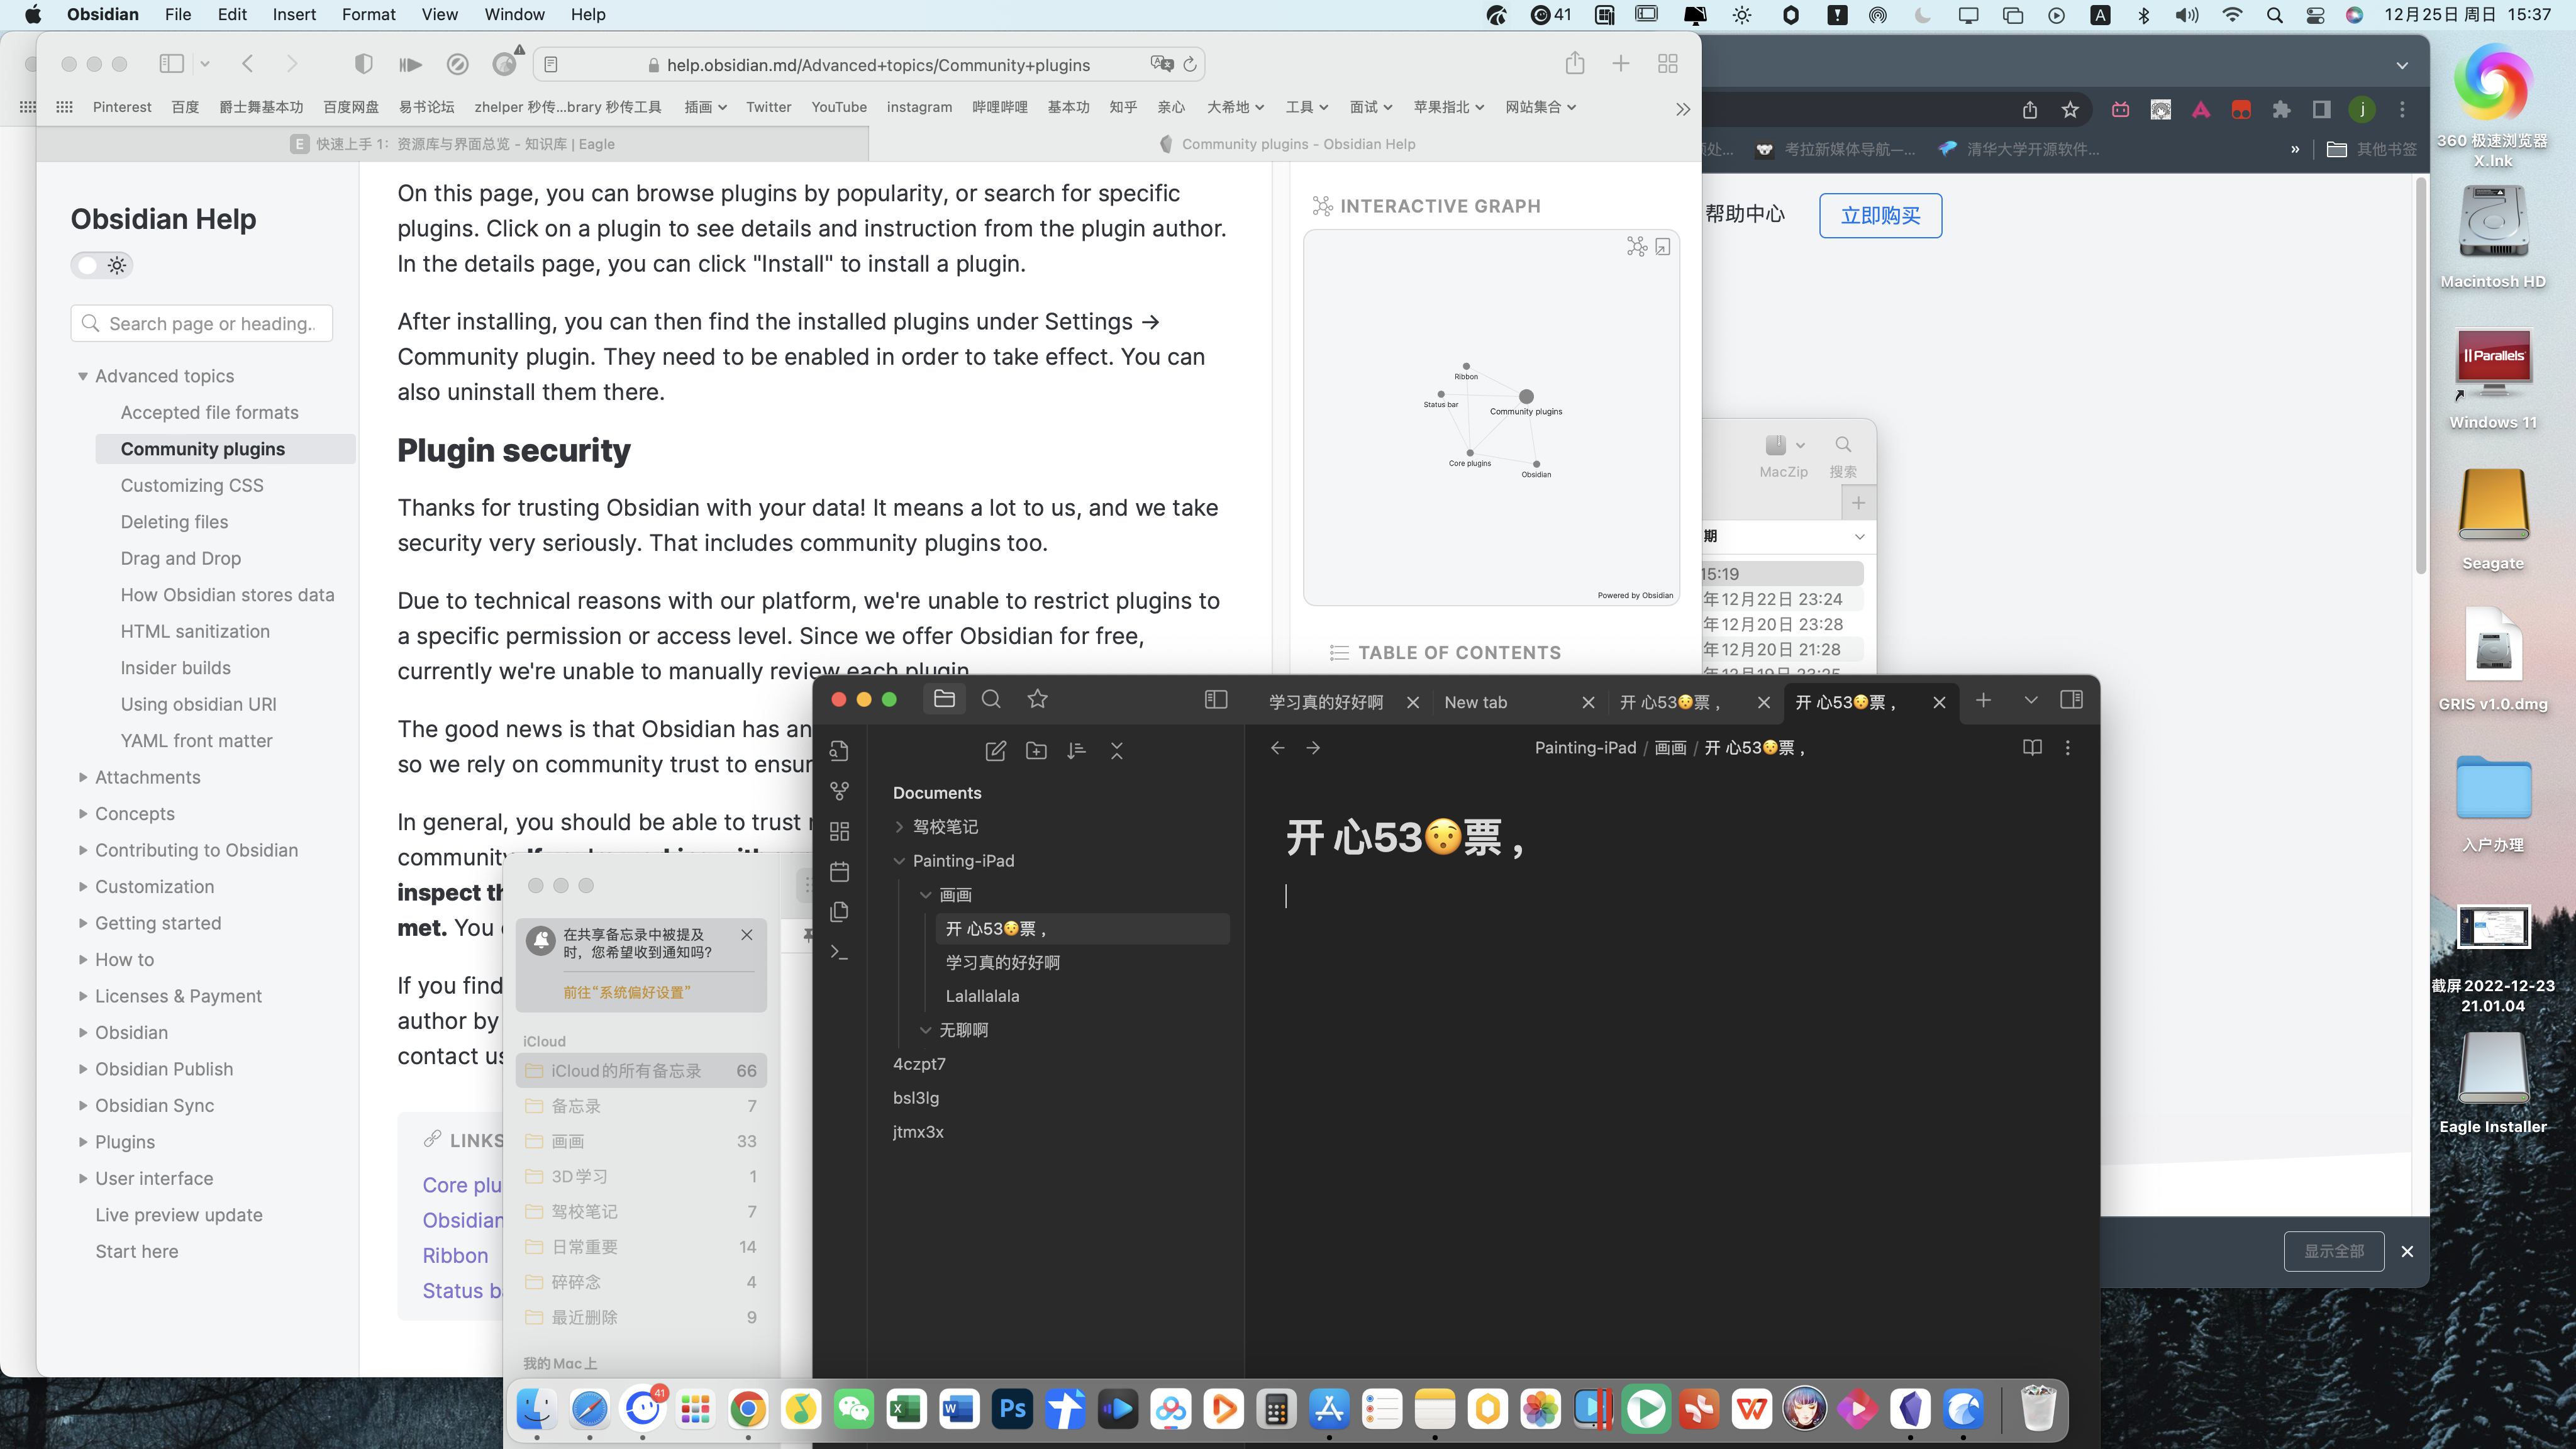 Obsidian File Edit Insert Format View Window Help
41
A
12月25日 周日 15:37
help.obsidian.md/Advanced+topics/Community+plugins
Pinterest 百度 爵士舞基本功 百度网盘 易书论坛 zhelper 秒传...brary 秒传工具 插画 Twitter YouTube instagram 哔哩哔哩 基本功 知乎 亲心 大希地 工具 面试 苹果指北 网站集合
E 快速上手 1：资源库与界面总览 - 知识库 | Eagle
Community plugins - Obsidian Help
j
处... 考拉新媒体导航—... 清华大学开源软件... » 其他书签
帮助中心 立即购买
Obsidian Help
Search page or heading..
Advanced topics
Accepted file formats
Community plugins
Customizing CSS
Deleting files
Drag and Drop
How Obsidian stores data
HTML sanitization
Insider builds
Using obsidian URI
YAML front matter
Attachments
Concepts
Contributing to Obsidian
Customization
Getting started
How to
Licenses & Payment
Obsidian
Obsidian Publish
Obsidian Sync
Plugins
User interface
Live preview update
Start here
On this page, you can browse plugins by popularity, or search for specific
plugins. Click on a plugin to see details and instruction from the plugin author.
In the details page, you can click "Install" to install a plugin.
After installing, you can then find the installed plugins under Settings →
Community plugin. They need to be enabled in order to take effect. You can
also uninstall them there.
Plugin security
Thanks for trusting Obsidian with your data! It means a lot to us, and we take
security very seriously. That includes community plugins too.
Due to technical reasons with our platform, we're unable to restrict plugins to
a specific permission or access level. Since we offer Obsidian for free,
currently we're unable to manually review each plugin
The good news is that Obsidian has an
so we rely on community trust to ensur
In general, you should be able to trust
community
inspect th
met. You
If you find
author by
contact us
LINKS
Core plu
Obsidian
Ribbon
Status b
INTERACTIVE GRAPH
Ribbon
Status bar
Community plugins
Core plugins
Obsidian
Powered by Obsidian
TABLE OF CONTENTS
MacZip 搜索
期
15:19
年12月22日 23:24
年12月20日 23:28
年12月20日 21:28
年12月19日 23:25
在共享备忘录中被提及
时，您希望收到通知吗?
前往“系统偏好设置”
iCloud
iCloud的所有备忘录 66
备忘录 7
画画 33
3D学习 1
驾校笔记 7
日常重要 14
碎碎念 4
最近删除 9
我的Mac上
学习真的好好啊 New tab 开 心53😯票， 开 心53😯票，
Painting-iPad / 画画 / 开 心53😯票，
Documents
驾校笔记
Painting-iPad
画画
开 心53😯票，
学习真的好好啊
Lalallalala
无聊啊
4czpt7
bsl3lg
jtmx3x
开 心53😯票，
显示全部
360 极速浏览器
X.lnk
Macintosh HD
Parallels
Windows 11
Seagate
GRIS v1.0.dmg
入户办理
截屏2022-12-23
21.01.04
Eagle Installer
41
X W Ps W